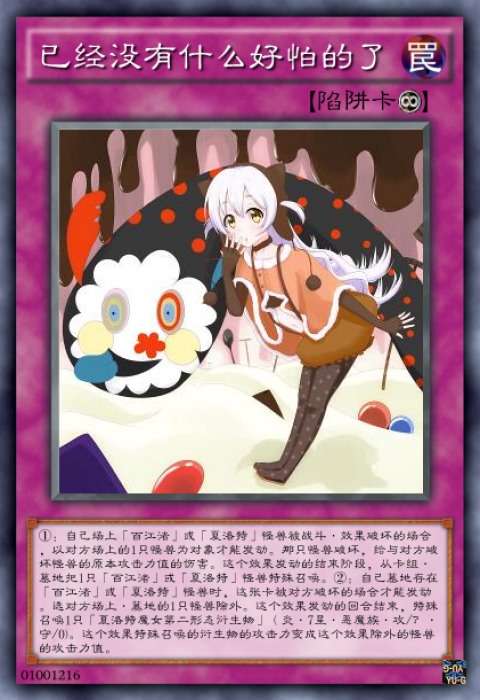 已经没有什么好怕的了
罠
【陷阱卡】
①：自己场上「百江渚」或「夏洛特」怪兽被战斗·效果破坏的场合
，以对方场上的1只怪兽为对象才能发动。那只怪兽破坏，给与对方破
坏怪兽的原本攻击力值的伤害。这个效果发动的结束阶段，从卡组·
墓地把1只「百江渚」或「夏洛特」怪兽特殊召唤。②：自己墓地存在
「百江渚」或「夏洛特」怪兽时，这张卡被对方破坏的场合才能发
动。选对方场上·墓地的1只怪兽除外。这个效果发动的回合结束，特殊
召唤1只「夏洛特魔女第二形态衍生物」（炎·7星·恶魔族·攻/？·
守/0）。这个效果特殊召唤的衍生物的攻击力变成这个效果除外的怪兽
的攻击力值。
01001216